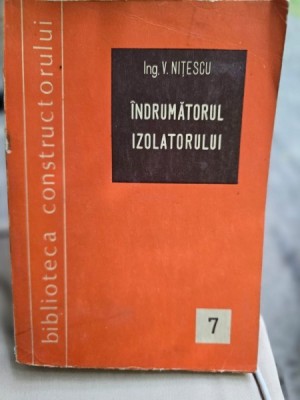 Ing. V. NIȚESCU
ÎNDRUMĂTORUL
IZOLATORULUI
biblioteca constructorului
7